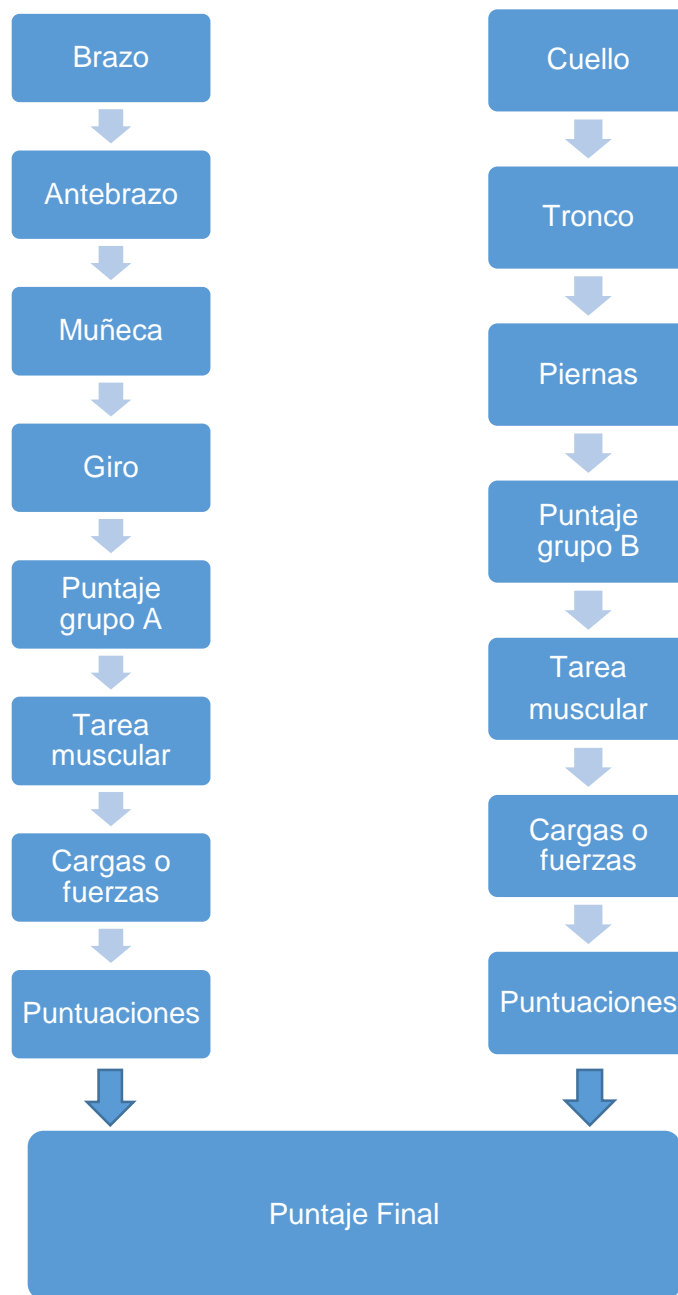 Brazo
Antebrazo
Muñeca
Giro
Puntaje
grupo A
Tarea
muscular
Cargas o
fuerzas
Puntuaciones
Cuello
Tronco
Piernas
Puntaje
grupo B
Tarea
muscular
Cargas o
fuerzas
Puntuaciones
Puntaje Final